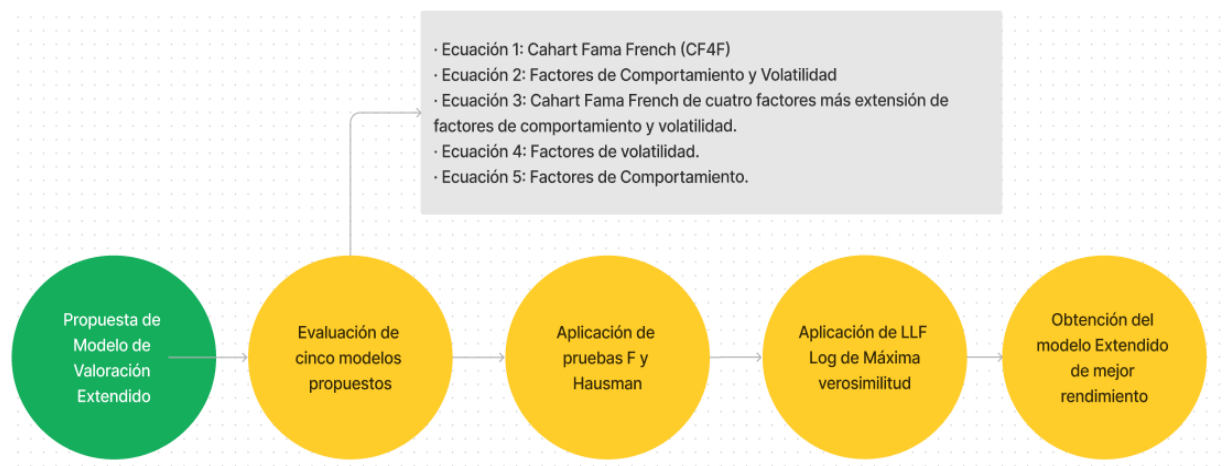 · Ecuación 1: Cahart Fama French (CF4F)
· Ecuación 2: Factores de Comportamiento y Volatilidad
· Ecuación 3: Cahart Fama French de cuatro factores más extensión de
factores de comportamiento y volatilidad.
· Ecuación 4: Factores de volatilidad.
· Ecuación 5: Factores de Comportamiento.
Propuesta de
Modelo de
Valoración
Extendido
Evaluación de
cinco modelos
propuestos
Aplicación de
pruebas F y
Hausman
Aplicación de LLF
Log de Máxima
verosimilitud
Obtención del
modelo Extendido
de mejor
rendimiento